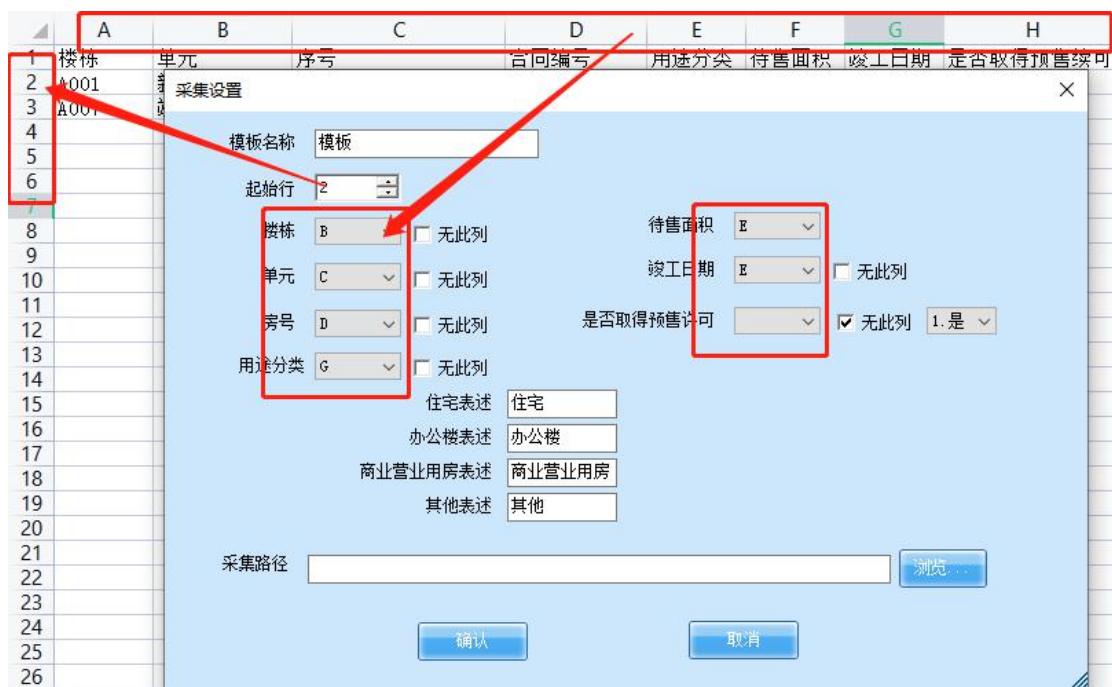 A B C D E F G H
1 楼栋 单元 序号 合同编号 用途分类 待售面积 竣工日期 是否取得预售续可
2 A001
采集设置
3 A001
4
模板名称 模板
5
6 起始行 2
7
8 楼栋 B 无此列 待售面积 E
9
10 单元 C 无此列 竣工日期 E 无此列
11
12 房号 D 无此列 是否取得预售许可 无此列 1.是
13
14 用途分类 G 无此列
15 住宅表述 住宅
16 办公楼表述 办公楼
17
18 商业营业用房表述 商业营业用房
19 其他表述 其他
20
21 采集路径 浏览...
22
23
24 确认 取消
25
26